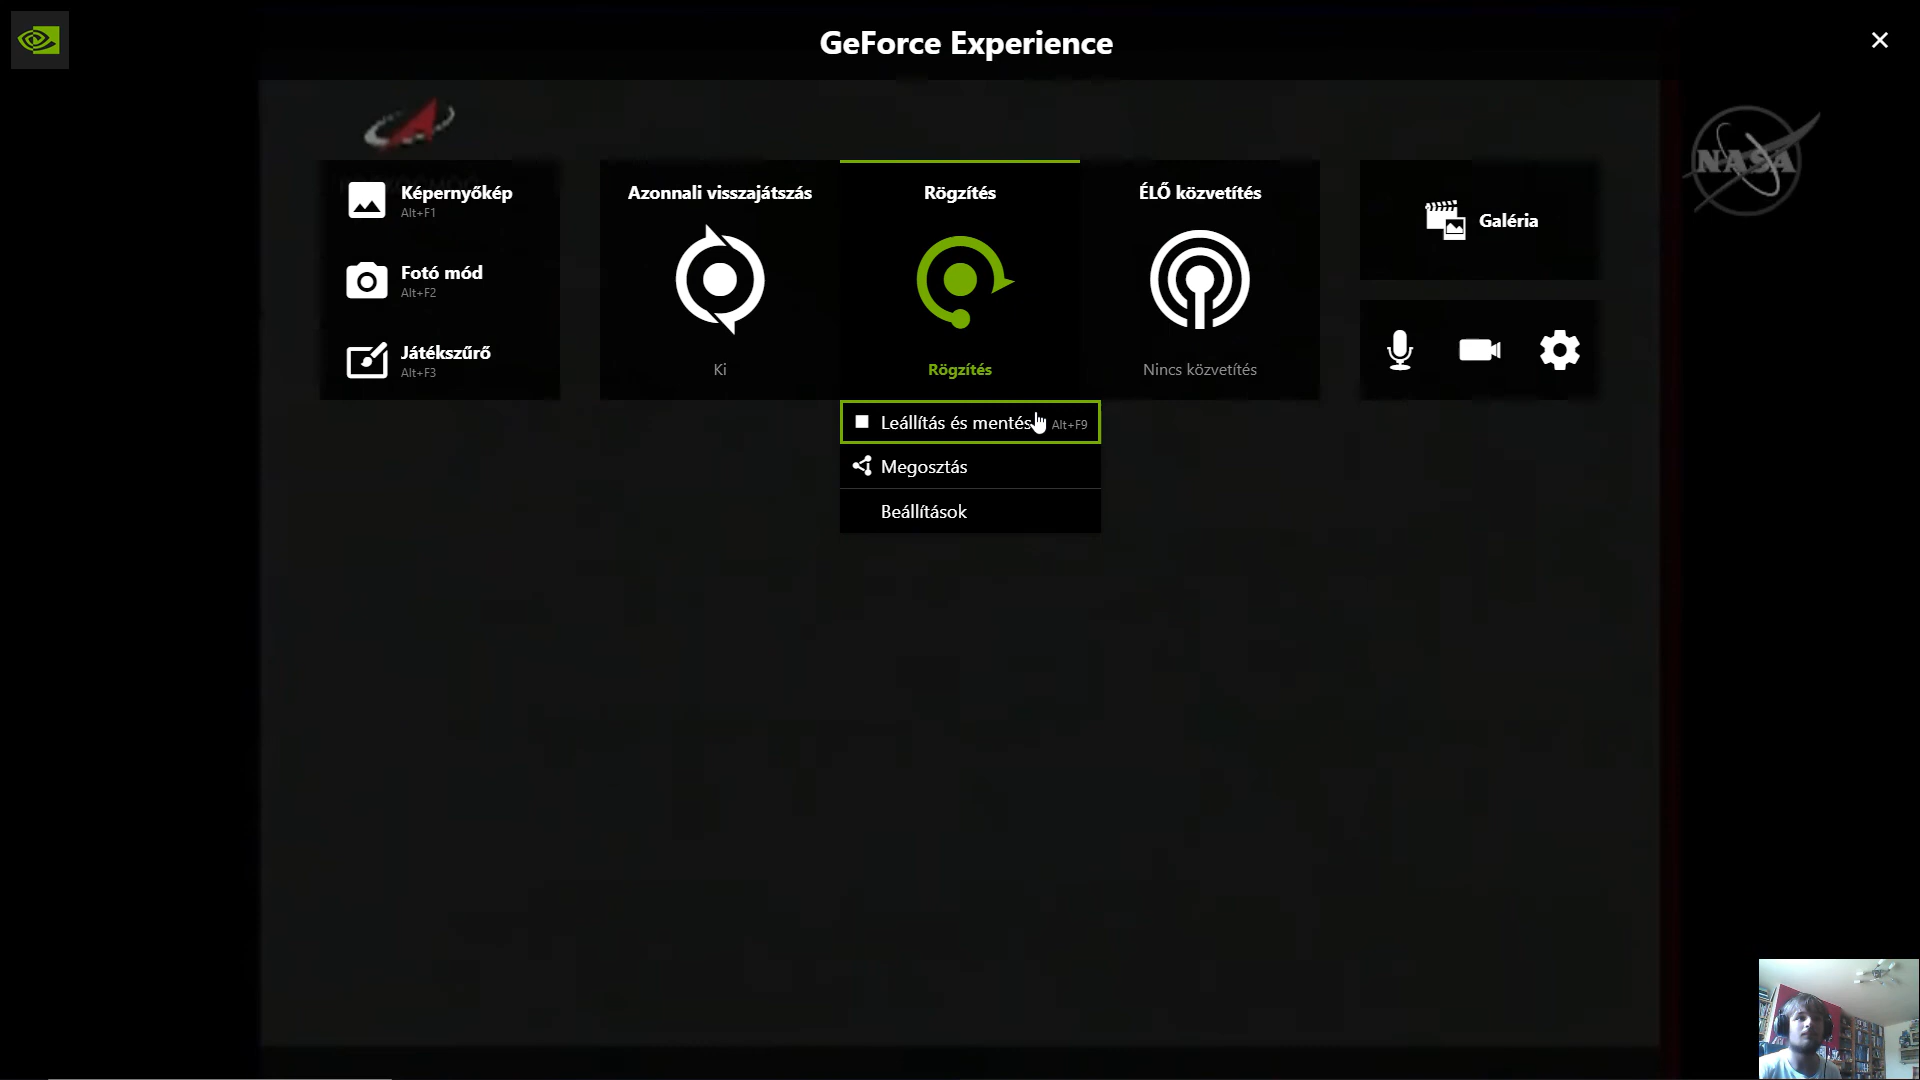 GeForce Experience
Képernyőkép
Alt+F1
Fotó mód
Alt+F2
Játékszűrő
Alt+F3
Azonnali visszajátszás
Ki
Rögzítés
Rögzítés
ÉLŐ közvetítés
Nincs közvetítés
Galéria
NASA
Leállítás és mentés Alt+F9
Megosztás
Beállítások